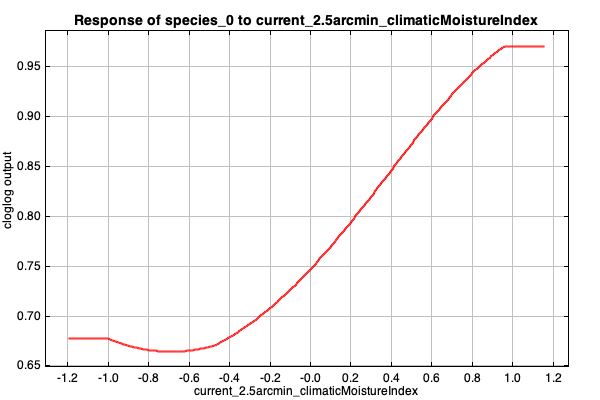 Response of species_0 to current_2.5arcmin_climaticMoistureIndex
cloglog output
0.95
0.90
0.85
0.80
0.75
0.70
0.65
-1.2 -1.0 -0.8 -0.6 -0.4 -0.2 -0.0 0.2 0.4 0.6 0.8 1.0 1.2
current_2.5arcmin_climaticMoistureIndex